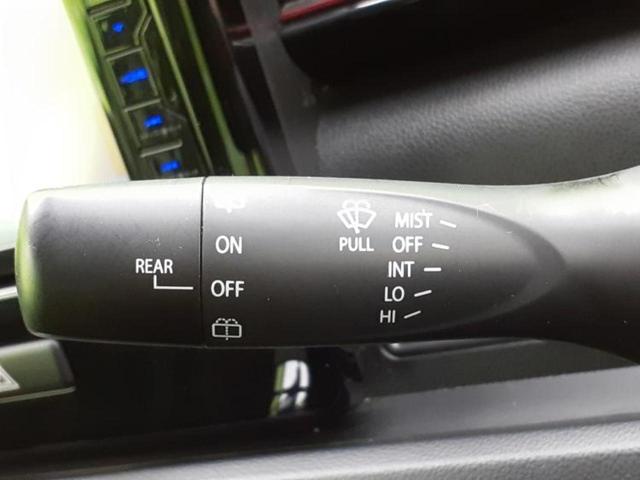 REAR
ON
OFF
PULL
MIST
OFF
INT
LO
HI